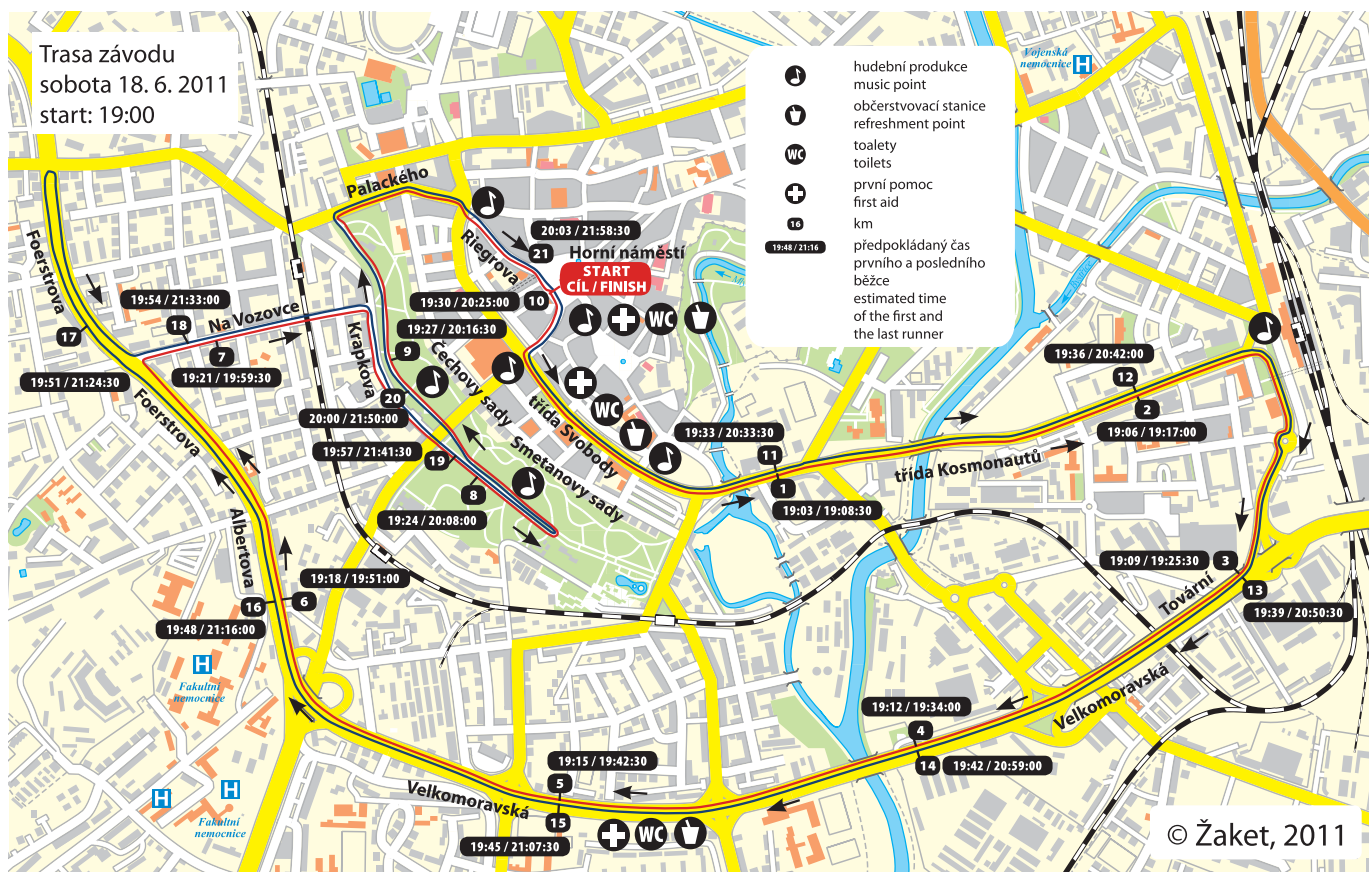 Trasa závodu
sobota 18. 6. 2011
start: 19:00
hudební produkce
music point
občerstvovací stanice
refreshment point
WC
toalety
toilets
první pomoc
first aid
16
km
19:48 / 21:16
předpokládaný čas
prvního a posledního
běžce
estimated time
of the first and
the last runner
Vojenská
nemocnice
H
Palackého
Riegrova
20:03 / 21:58:30
21
Horní náměstí
START
CÍL / FINISH
10
19:30 / 20:25:00
WC
Foerstrova
19:54 / 21:33:00
18
Na Vozovce
17
7
19:51 / 21:24:30
19:21 / 19:59:30
Krapkova
19:27 / 20:16:30
9
Čechovy sady
Smetanovy sady
třída Svobody
WC
20
20:00 / 21:50:00
19:57 / 21:41:30
19
8
19:24 / 20:08:00
Foerstrova
Albertova
19:33 / 20:33:30
11
1
19:03 / 19:08:30
třída Kosmonautů
19:36 / 20:42:00
12
2
19:06 / 19:17:00
19:09 / 19:25:30
3
13
19:39 / 20:50:30
Tovární
Velkomoravská
19:18 / 19:51:00
16
6
19:48 / 21:16:00
H
Fakultní
nemocnice
H
H
Fakultní
nemocnice
19:12 / 19:34:00
4
14
19:42 / 20:59:00
19:15 / 19:42:30
5
Velkomoravská
15
19:45 / 21:07:30
WC
© Žaket, 2011